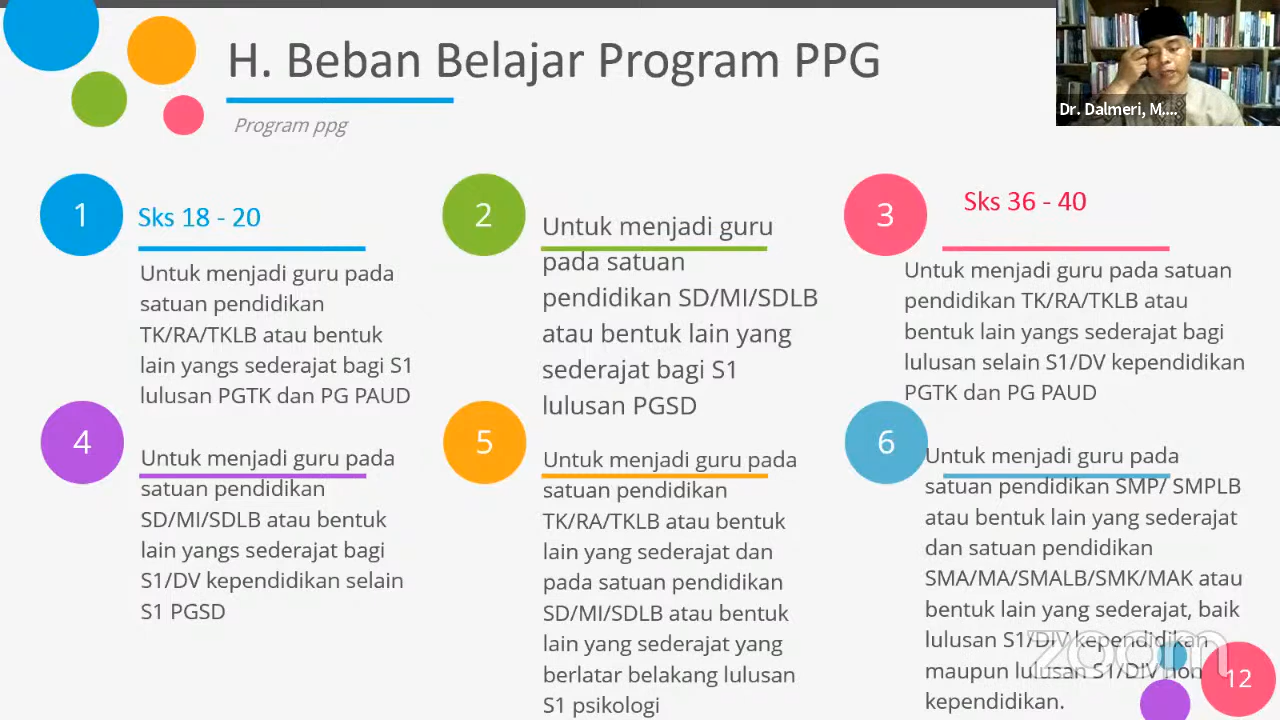 H. Beban Belajar Program PPG
Program ppg
Dr. Dalmeri, M....
1
Sks 18 - 20
Untuk menjadi guru pada
satuan pendidikan
TK/RA/TKLB atau bentuk
lain yangs sederajat bagi S1
lulusan PGTK dan PG PAUD
2
Untuk menjadi guru
pada satuan
pendidikan SD/MI/SDLB
atau bentuk lain yang
sederajat bagi S1
lulusan PGSD
3
Sks 36 - 40
Untuk menjadi guru pada satuan
pendidikan TK/RA/TKLB atau
bentuk lain yangs sederajat bagi
lulusan selain S1/DV kependidikan
PGTK dan PG PAUD
4
Untuk menjadi guru pada
satuan pendidikan
SD/MI/SDLB atau bentuk
lain yangs sederajat bagi
S1/DV kependidikan selain
S1 PGSD
5
Untuk menjadi guru pada
satuan pendidikan
TK/RA/TKLB atau bentuk
lain yang sederajat dan
pada satuan pendidikan
SD/MI/SDLB atau bentuk
lain yang sederajat yang
berlatar belakang lulusan
S1 psikologi
6
Untuk menjadi guru pada
satuan pendidikan SMP/ SMPLB
atau bentuk lain yang sederajat
dan satuan pendidikan
SMA/MA/SMALB/SMK/MAK atau
bentuk lain yang sederajat, baik
lulusan S1/DIV kependidikan
maupun lulusan S1/DIV non
kependidikan.
zoom
12